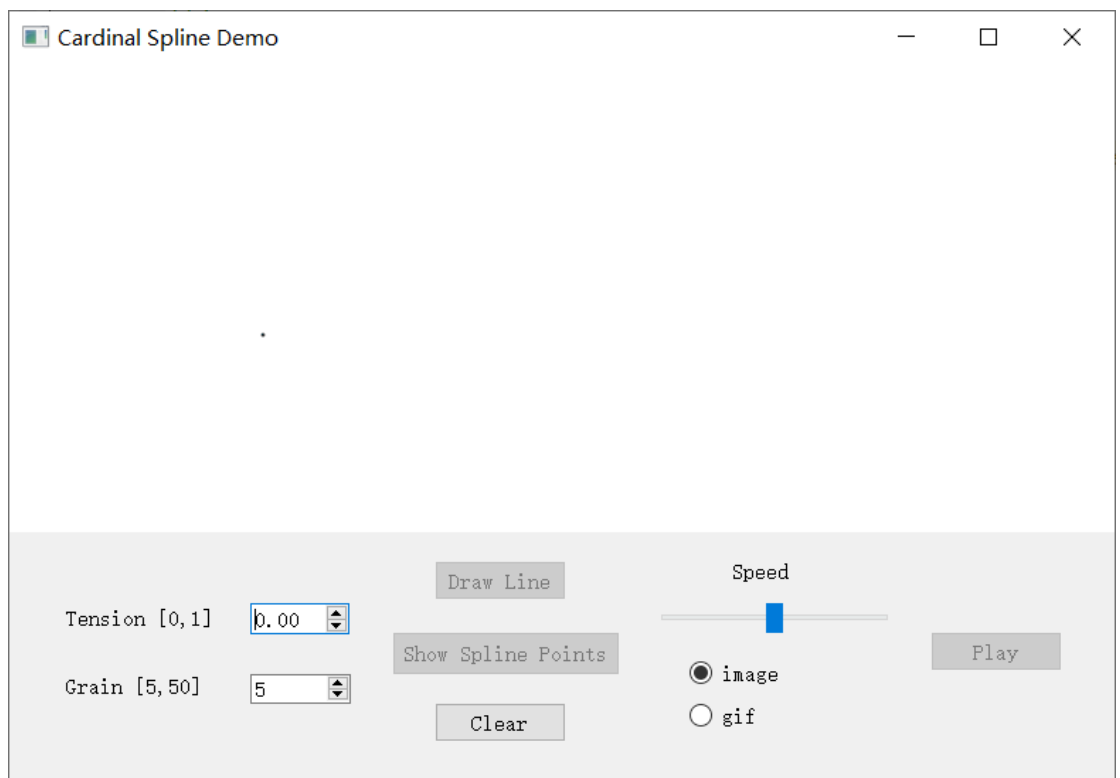 Cardinal Spline Demo
Tension [0,1]
0.00
Grain [5,50]
5
Draw Line
Show Spline Points
Clear
Speed
image
gif
Play